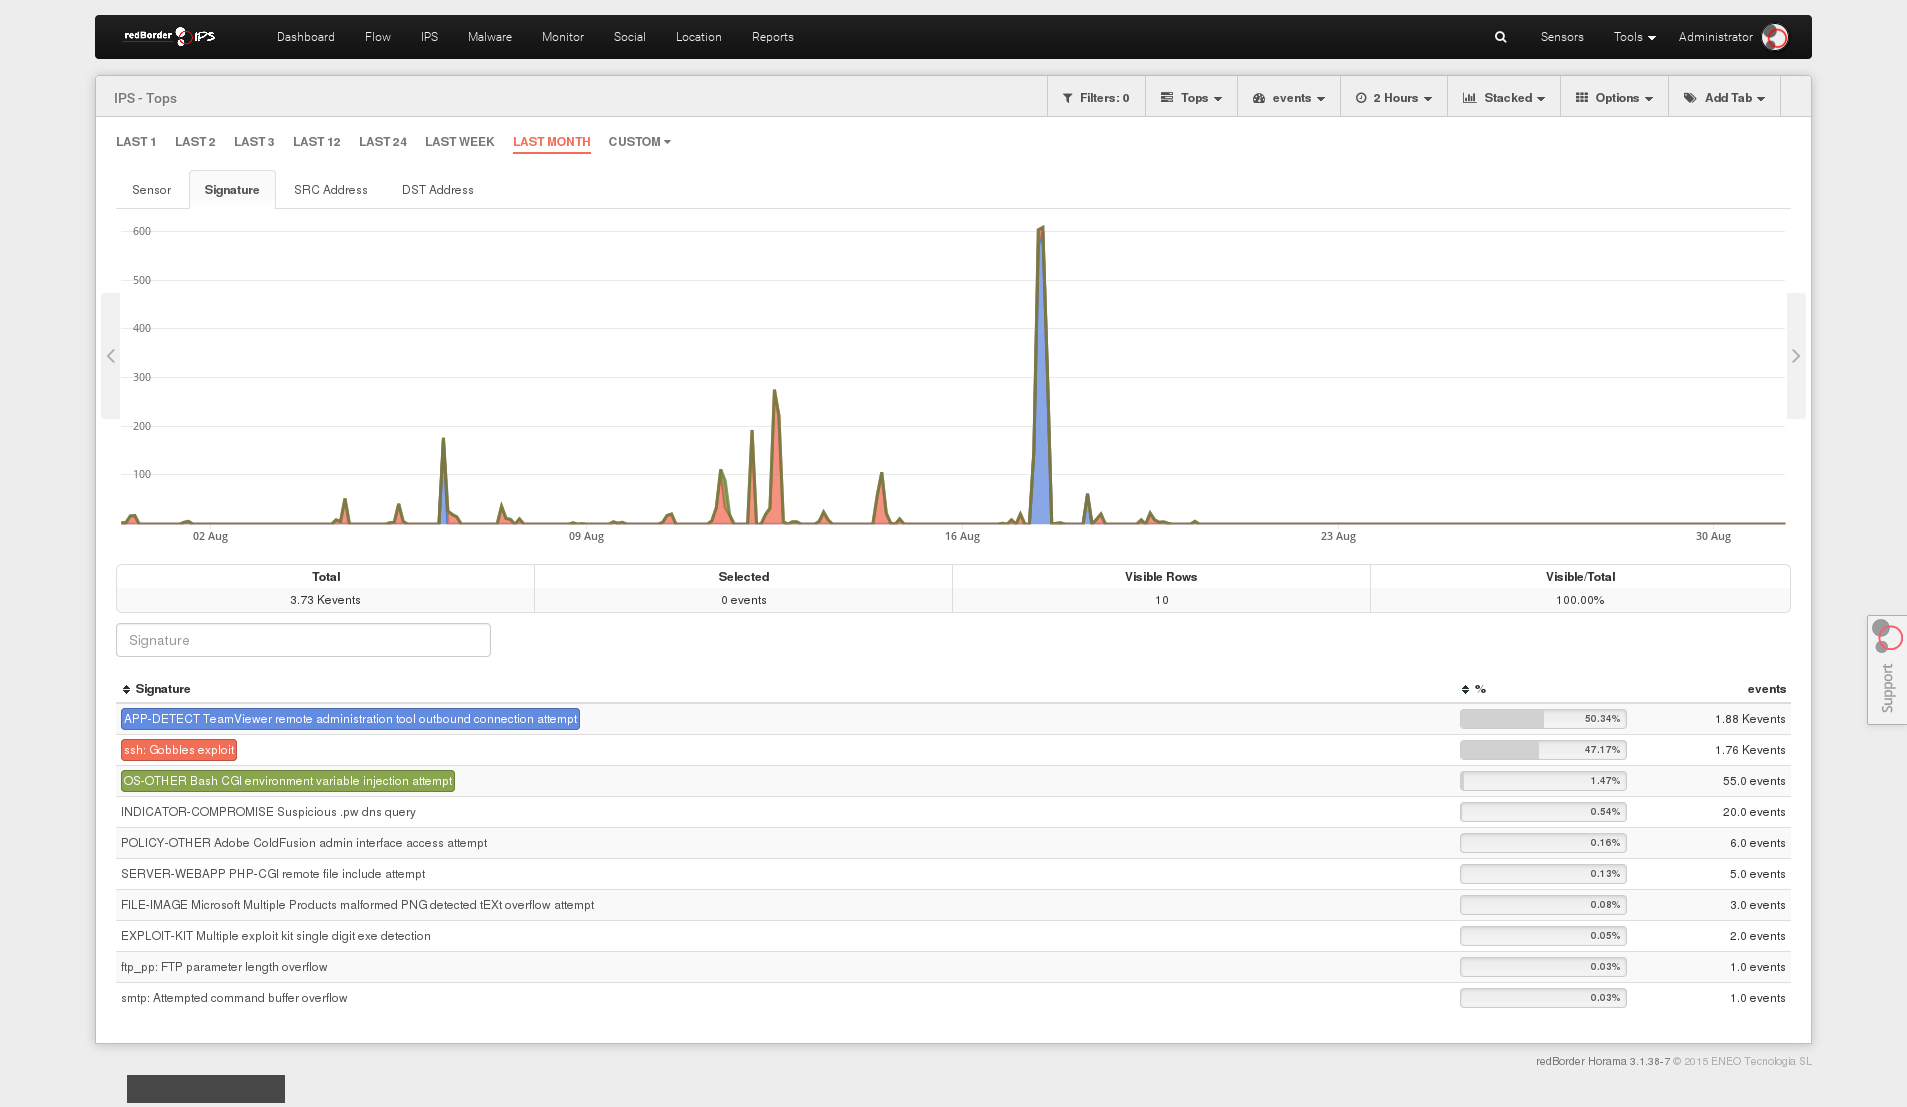 redBorder IPS Dashboard Flow IPS Malware Monitor Social Location Reports Sensors Tools Administrator
IPS - Tops Filters: 0 Tops events 2 Hours Stacked Options Add Tab
LAST 1 LAST 2 LAST 3 LAST 12 LAST 24 LAST WEEK LAST MONTH CUSTOM
Sensor Signature SRC Address DST Address
600
500
400
300
200
100
02 Aug 09 Aug 16 Aug 23 Aug 30 Aug
Total Selected Visible Rows Visible/Total
3.73 Kevents 0 events 10 100.00%
Signature
Support
Signature % events
APP-DETECT TeamViewer remote administration tool outbound connection attempt 50.34% 1.88 Kevents
ssh: Gobbles exploit 47.17% 1.76 Kevents
OS-OTHER Bash CGI environment variable injection attempt 1.47% 55.0 events
INDICATOR-COMPROMISE Suspicious .pw dns query 0.54% 20.0 events
POLICY-OTHER Adobe ColdFusion admin interface access attempt 0.16% 6.0 events
SERVER-WEBAPP PHP-CGI remote file include attempt 0.13% 5.0 events
FILE-IMAGE Microsoft Multiple Products malformed PNG detected tEXt overflow attempt 0.08% 3.0 events
EXPLOIT-KIT Multiple exploit kit single digit exe detection 0.05% 2.0 events
ftp_pp: FTP parameter length overflow 0.03% 1.0 events
smtp: Attempted command buffer overflow 0.03% 1.0 events
redBorder Horama 3.1.38-7 © 2015 ENEO Tecnologia SL